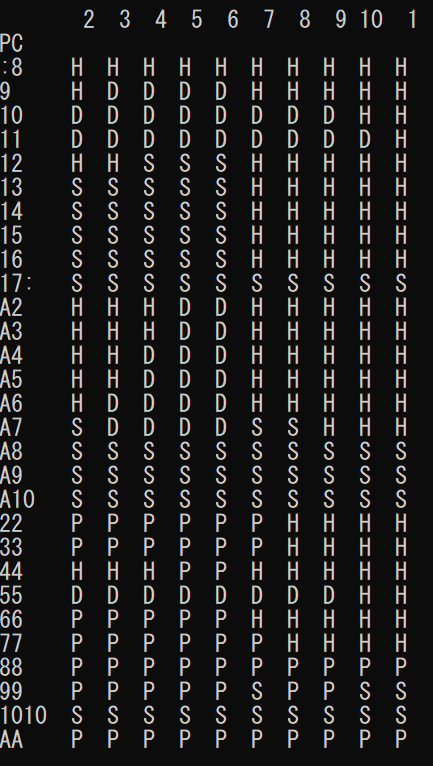 2 3 4 5 6 7 8 9 10 1
PC
:8 H H H H H H H H H H
9 H D D D D H H H H H
10 D D D D D D D D H H
11 D D D D D D D D D H
12 H H S S S H H H H H
13 S S S S S H H H H H
14 S S S S S H H H H H
15 S S S S S H H H H H
16 S S S S S H H H H H
17: S S S S S S S S S S
A2 H H H D D H H H H H
A3 H H H D D H H H H H
A4 H H D D D H H H H H
A5 H H D D D H H H H H
A6 H D D D D H H H H H
A7 S D D D D S S H H H
A8 S S S S S S S S S S
A9 S S S S S S S S S S
A10 S S S S S S S S S S
22 P P P P P P H H H H
33 P P P P P P H H H H
44 H H H P P H H H H H
55 D D D D D D D D H H
66 P P P P P H H H H H
77 P P P P P P H H H H
88 P P P P P P P P P P
99 P P P P P S P P S S
1010 S S S S S S S S S S
AA P P P P P P P P P P